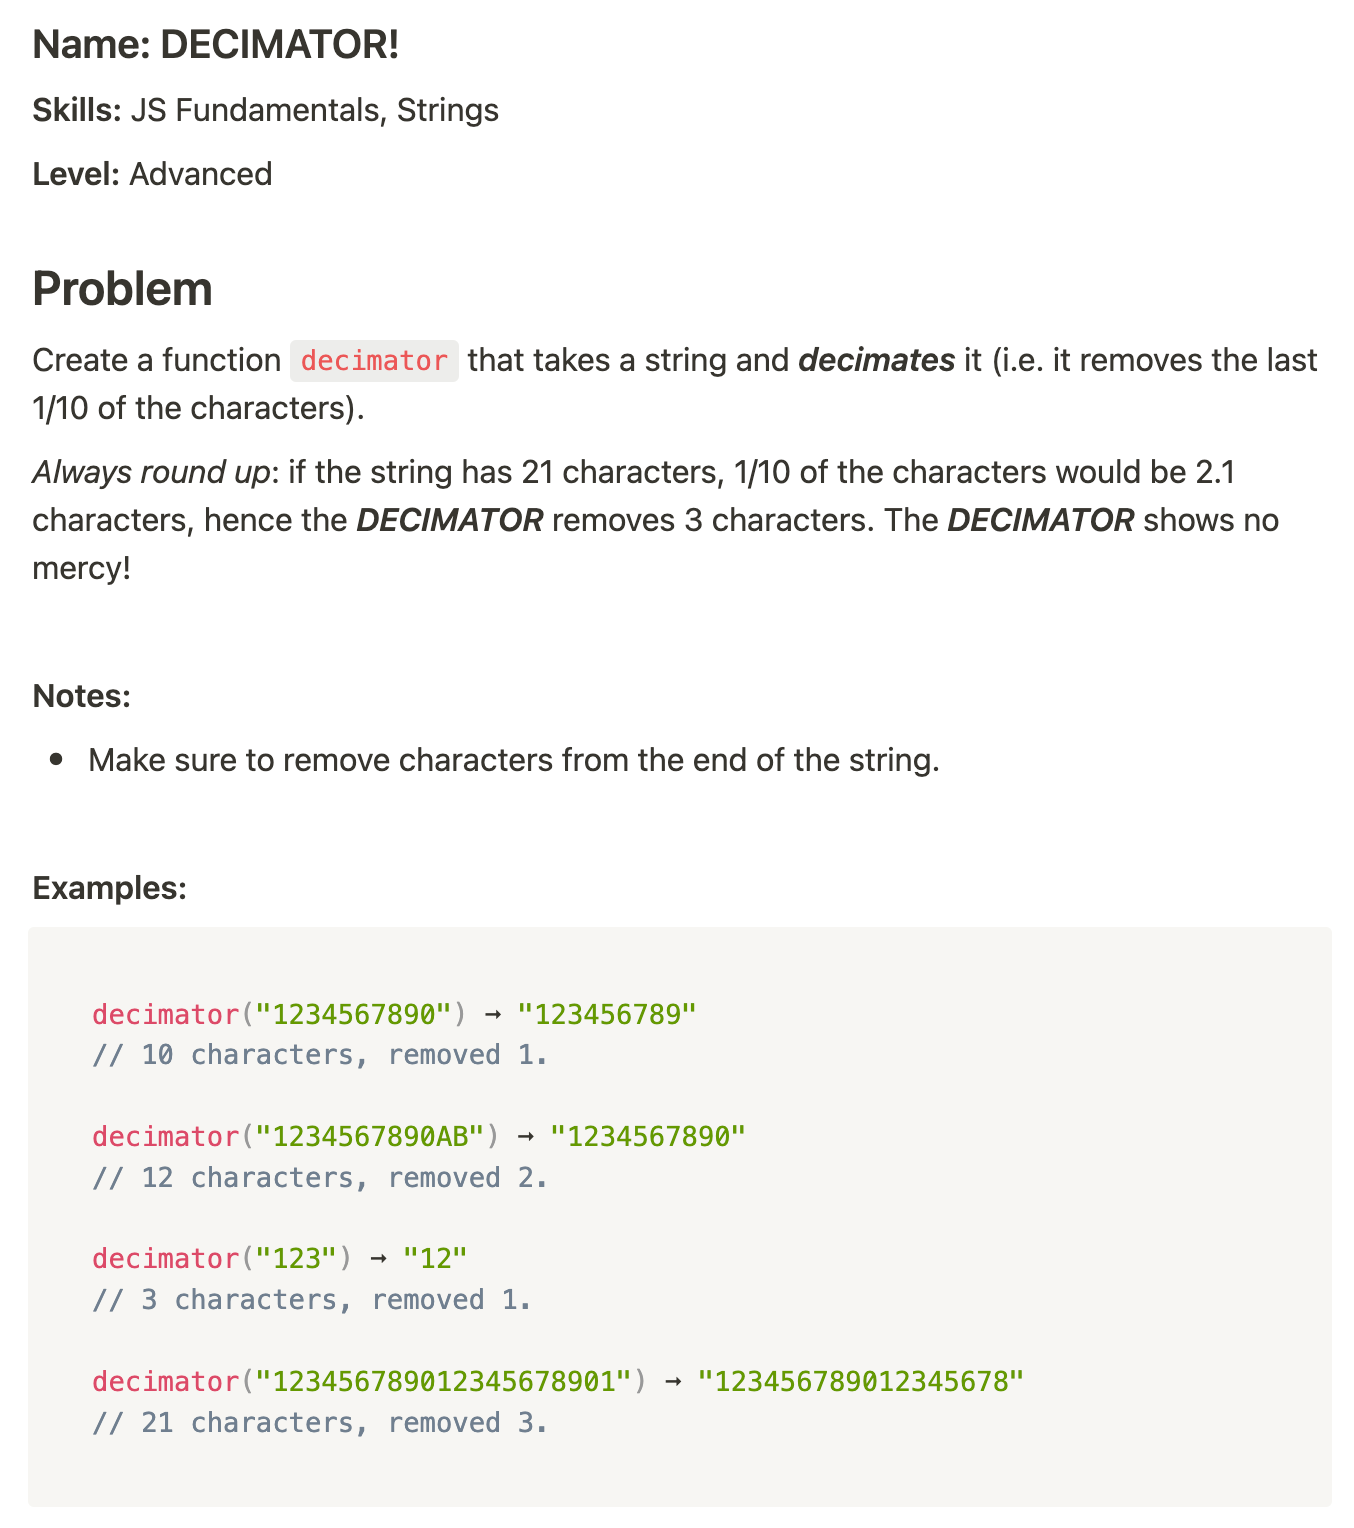 Name: DECIMATOR!
Skills: JS Fundamentals, Strings
Level: Advanced
Problem
Create a function decimator that takes a string and decimates it (i.e. it removes the last
1/10 of the characters).
Always round up: if the string has 21 characters, 1/10 of the characters would be 2.1
characters, hence the DECIMATOR removes 3 characters. The DECIMATOR shows no
mercy!
Notes:
• Make sure to remove characters from the end of the string.
Examples:
decimator("1234567890") → "123456789"
// 10 characters, removed 1.
decimator("1234567890AB") → "1234567890"
// 12 characters, removed 2.
decimator("123") → "12"
// 3 characters, removed 1.
decimator("123456789012345678901") → "123456789012345678"
// 21 characters, removed 3.